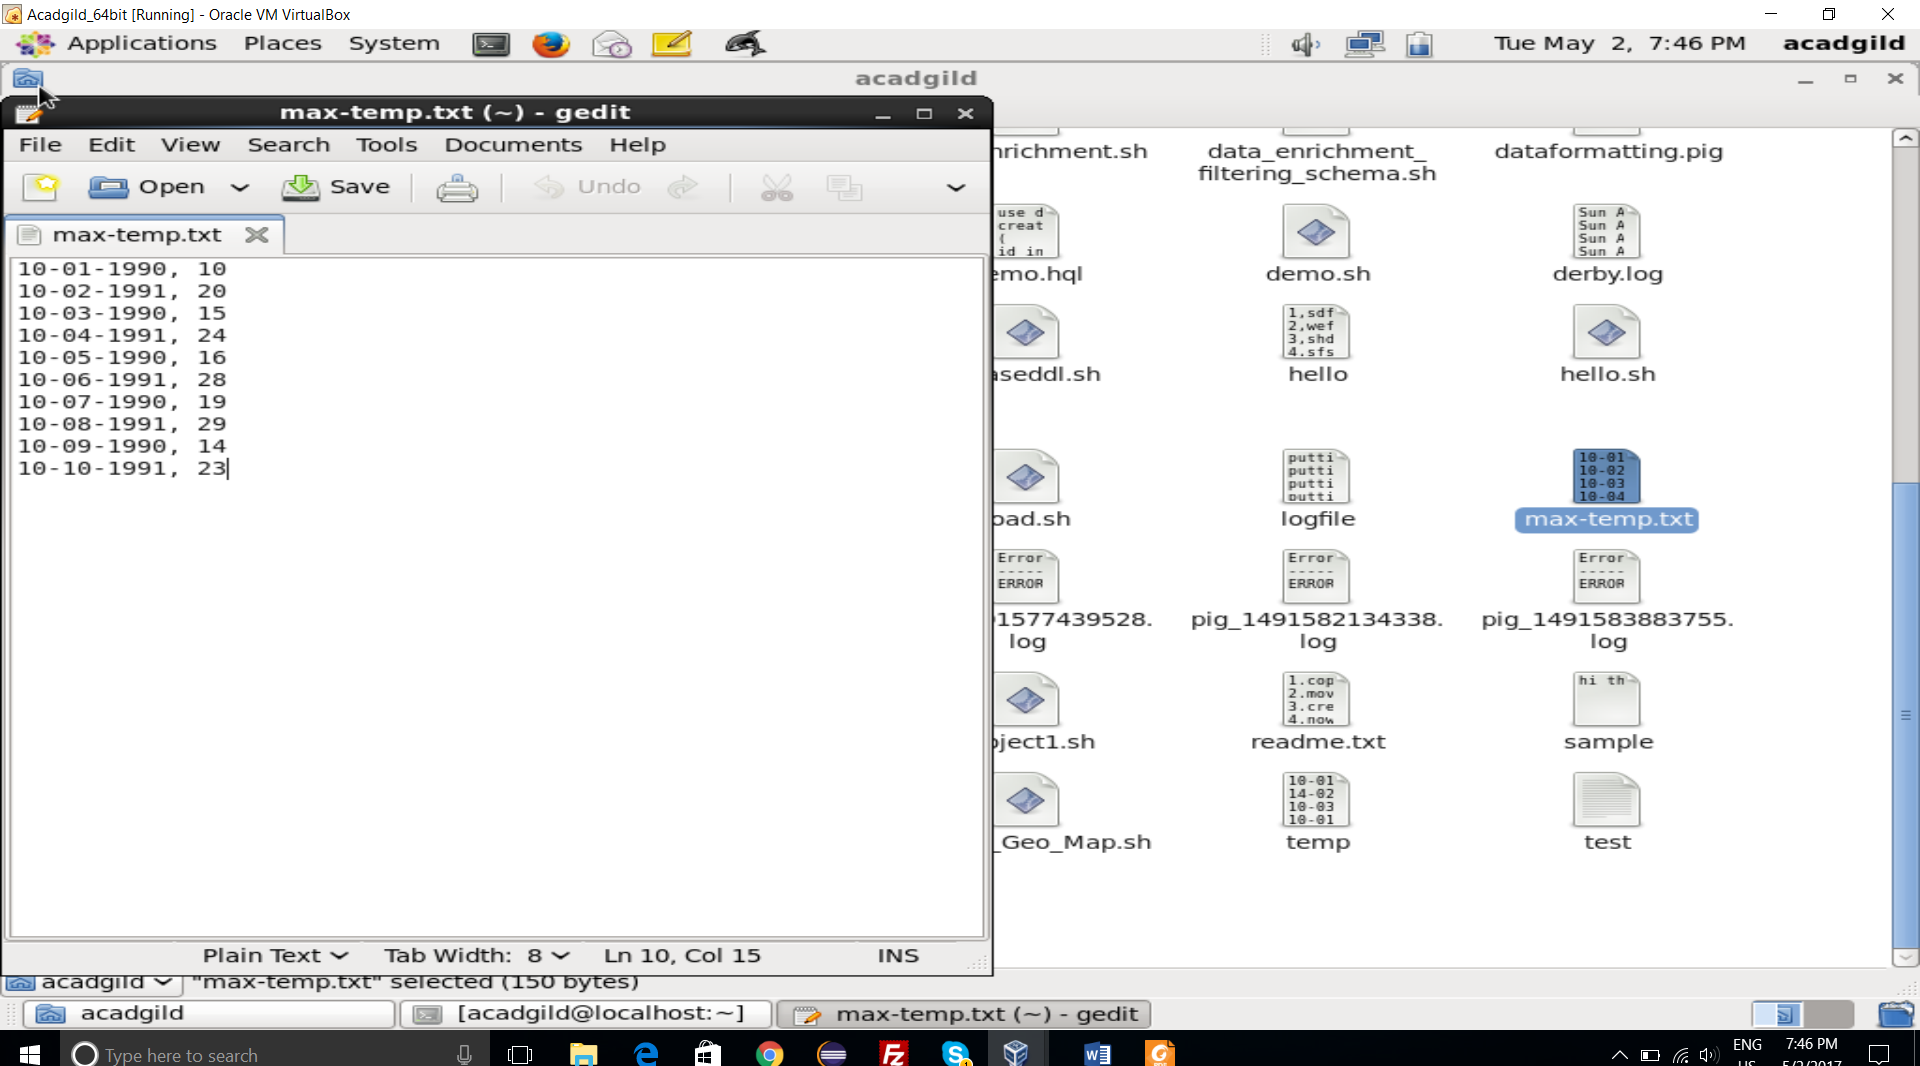 Acadgild_64bit [Running] - Oracle VM VirtualBox
Applications Places System
Tue May 2, 7:46 PM acadgild
acadgild
max-temp.txt (~) - gedit
File Edit View Search Tools Documents Help
Open Save Undo
max-temp.txt
10-01-1990, 10
10-02-1991, 20
10-03-1990, 15
10-04-1991, 24
10-05-1990, 16
10-06-1991, 28
10-07-1990, 19
10-08-1991, 29
10-09-1990, 14
10-10-1991, 23
Plain Text Tab Width: 8 Ln 10, Col 15 INS
nrichment.sh
data_enrichment_
filtering_schema.sh
dataformatting.pig
use d
creat
(
id in
emo.hql
demo.sh
Sun A
Sun A
Sun A
Sun A
derby.log
aseddl.sh
1,sdf
2,wef
3,shd
4.sfs
hello
hello.sh
oad.sh
putti
putti
putti
putti
logfile
10-01
10-02
10-03
10-04
max-temp.txt
Error
-----
ERROR
01577439528.
log
Error
-----
ERROR
pig_1491582134338.
log
Error
-----
ERROR
pig_1491583883755.
log
oject1.sh
1.cop
2.mov
3.cre
4.now
readme.txt
hi th
sample
_Geo_Map.sh
10-01
14-02
10-03
10-01
temp
test
acadgild "max-temp.txt" selected (150 bytes)
acadgild [acadgild@localhost:~] max-temp.txt (~) - gedit
Type here to search
ENG
US
7:46 PM
5/2/2017